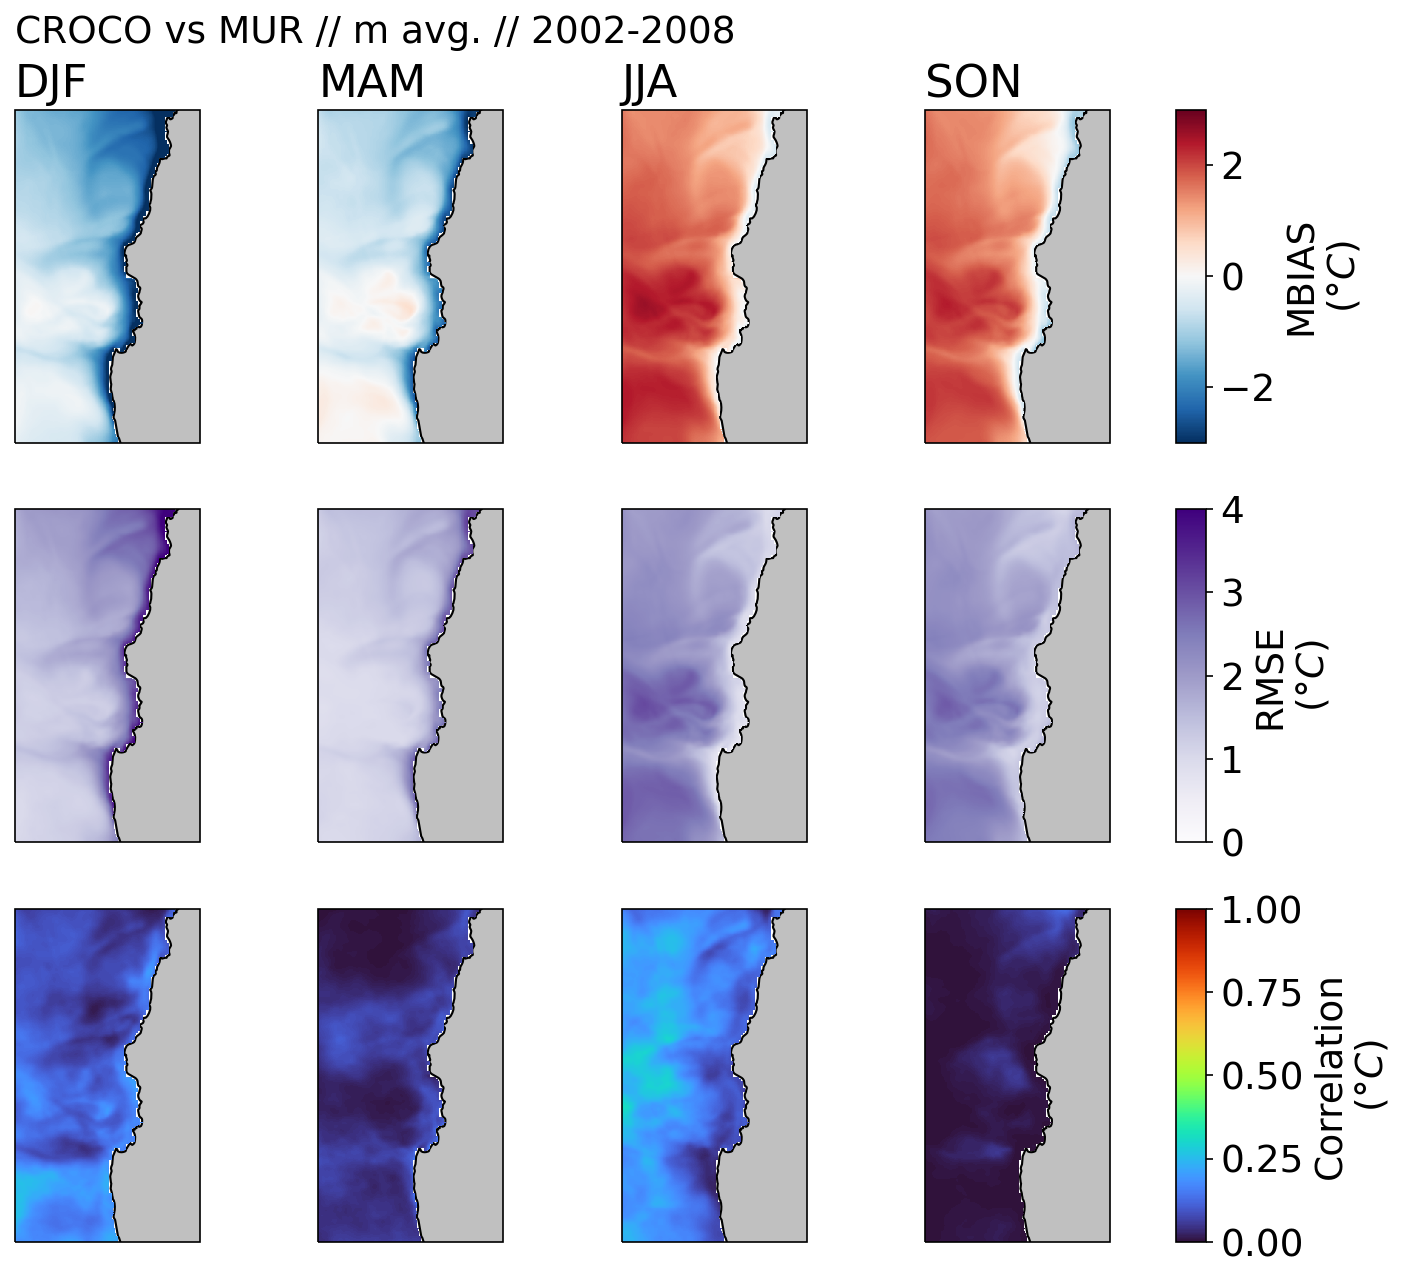 CROCO vs MUR // m avg. // 2002-2008
DJF
MAM
JJA
SON
2
0
−2
MBIAS
(°C)
4
3
2
1
0
RMSE
(°C)
1.00
0.75
0.50
0.25
0.00
Correlation
(°C)